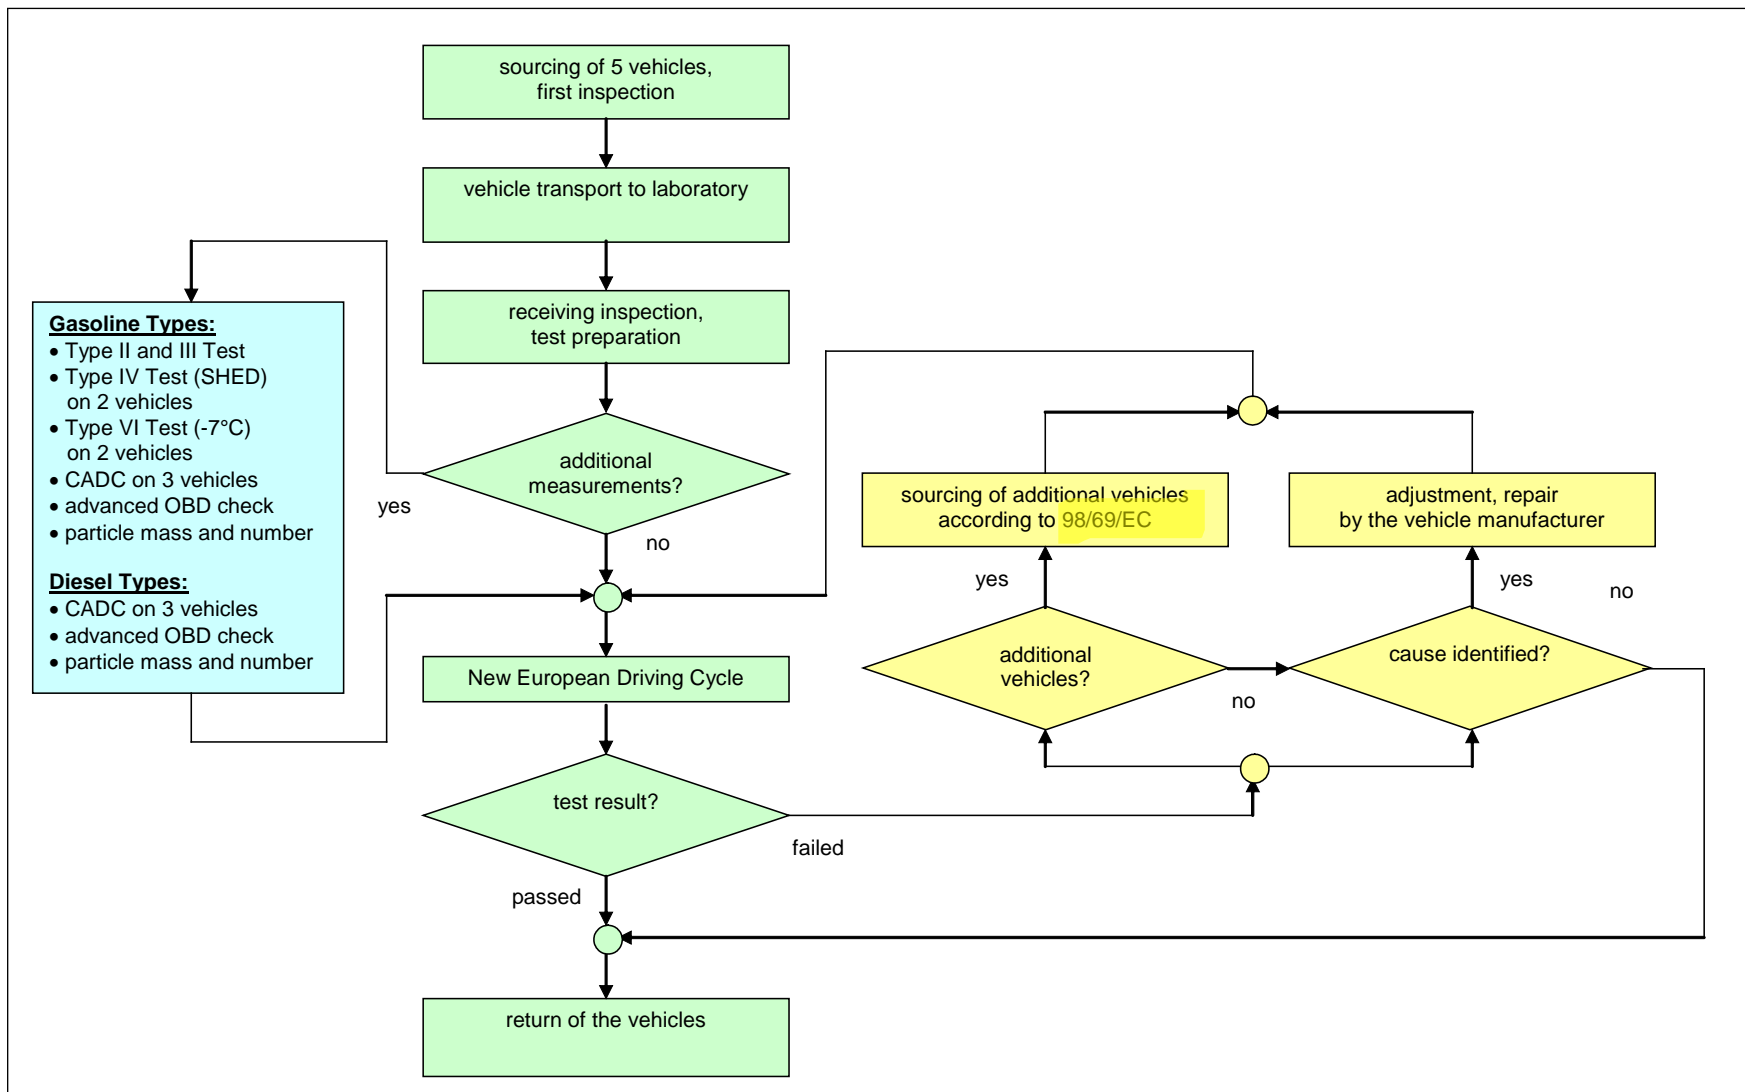 sourcing of 5 vehicles,
first inspection
vehicle transport to laboratory
receiving inspection,
test preparation
additional
measurements?
yes
no
Gasoline Types:
• Type II and III Test
• Type IV Test (SHED)
on 2 vehicles
• Type VI Test (-7°C)
on 2 vehicles
• CADC on 3 vehicles
• advanced OBD check
• particle mass and number
Diesel Types:
• CADC on 3 vehicles
• advanced OBD check
• particle mass and number
New European Driving Cycle
test result?
failed
passed
return of the vehicles
sourcing of additional vehicles
according to 98/69/EC
adjustment, repair
by the vehicle manufacturer
yes
yes
no
additional
vehicles?
no
cause identified?